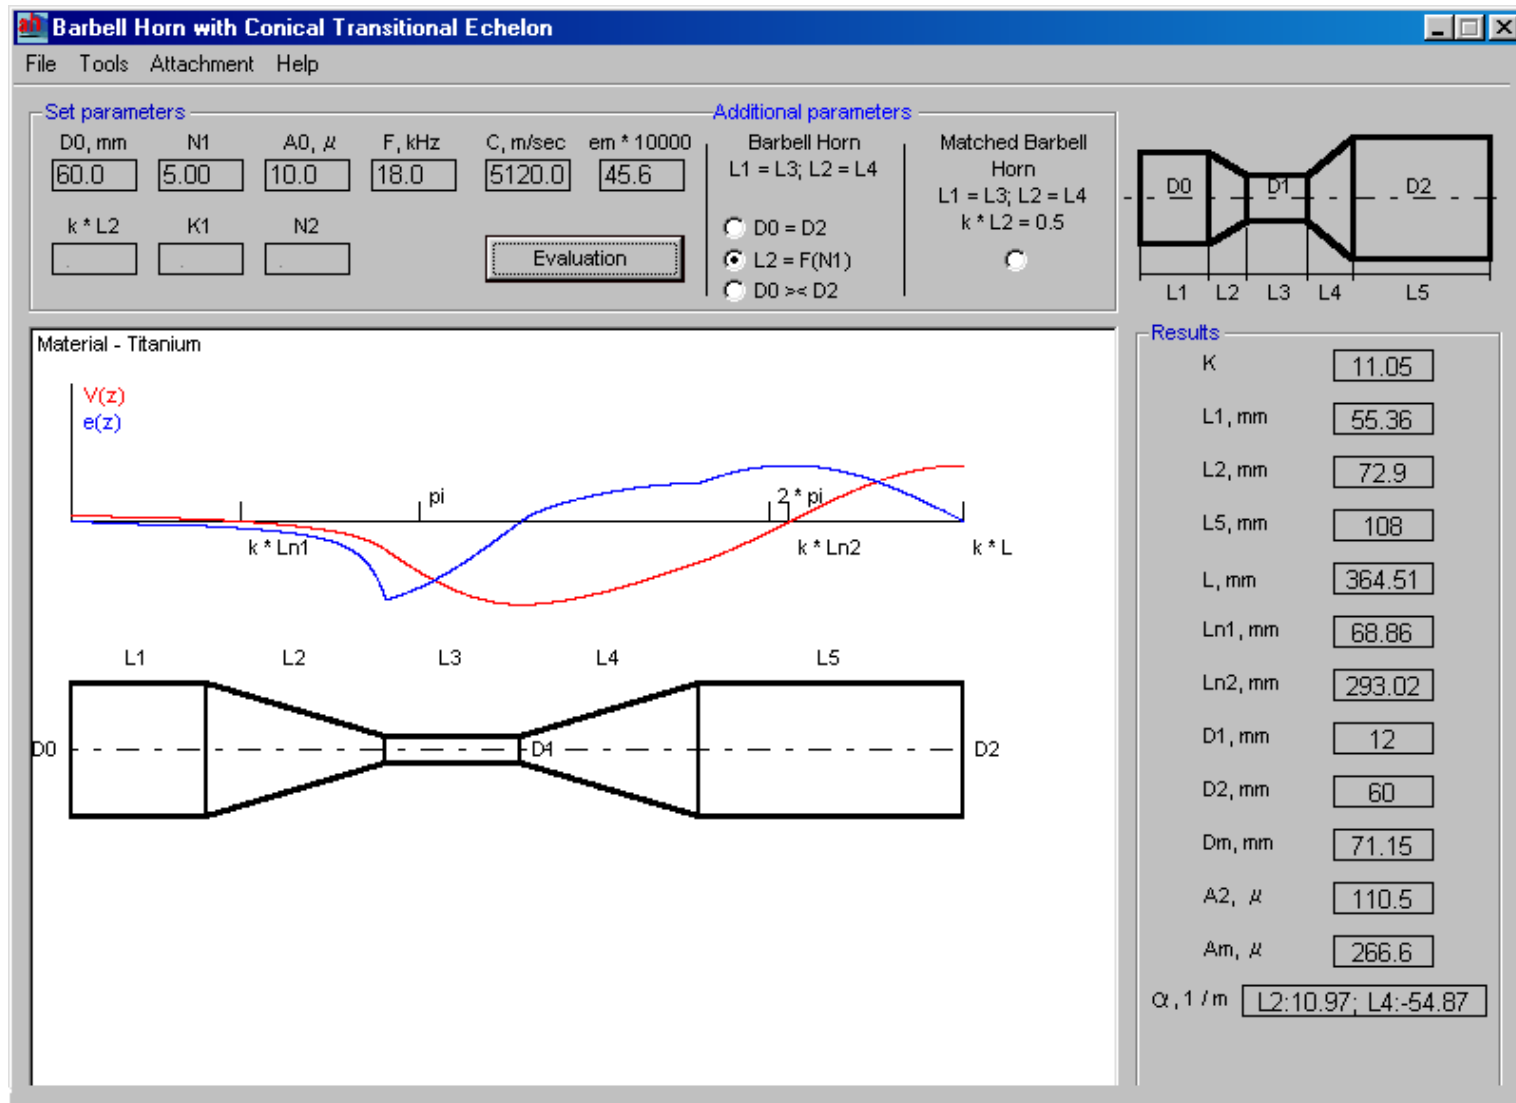 Barbell Horn with Conical Transitional Echelon
File Tools Attachment Help
Set parameters
D0, mm N1 A0, μ F, kHz C, m/sec em * 10000
60.0 5.00 10.0 18.0 5120.0 45.6
k * L2 K1 N2
Evaluation
Additional parameters
Barbell Horn
L1 = L3; L2 = L4
D0 = D2
L2 = F(N1)
D0 >< D2
Matched Barbell
Horn
L1 = L3; L2 = L4
k * L2 = 0.5
D0 D1 D2
L1 L2 L3 L4 L5
Material - Titanium
V(z)
e(z)
pi 2 * pi
k * Ln1 k * Ln2 k * L
L1 L2 L3 L4 L5
D0 D1 D2
Results
K 11.05
L1, mm 55.36
L2, mm 72.9
L5, mm 108
L, mm 364.51
Ln1, mm 68.86
Ln2, mm 293.02
D1, mm 12
D2, mm 60
Dm, mm 71.15
A2, μ 110.5
Am, μ 266.6
α, 1 / m L2:10.97; L4:-54.87